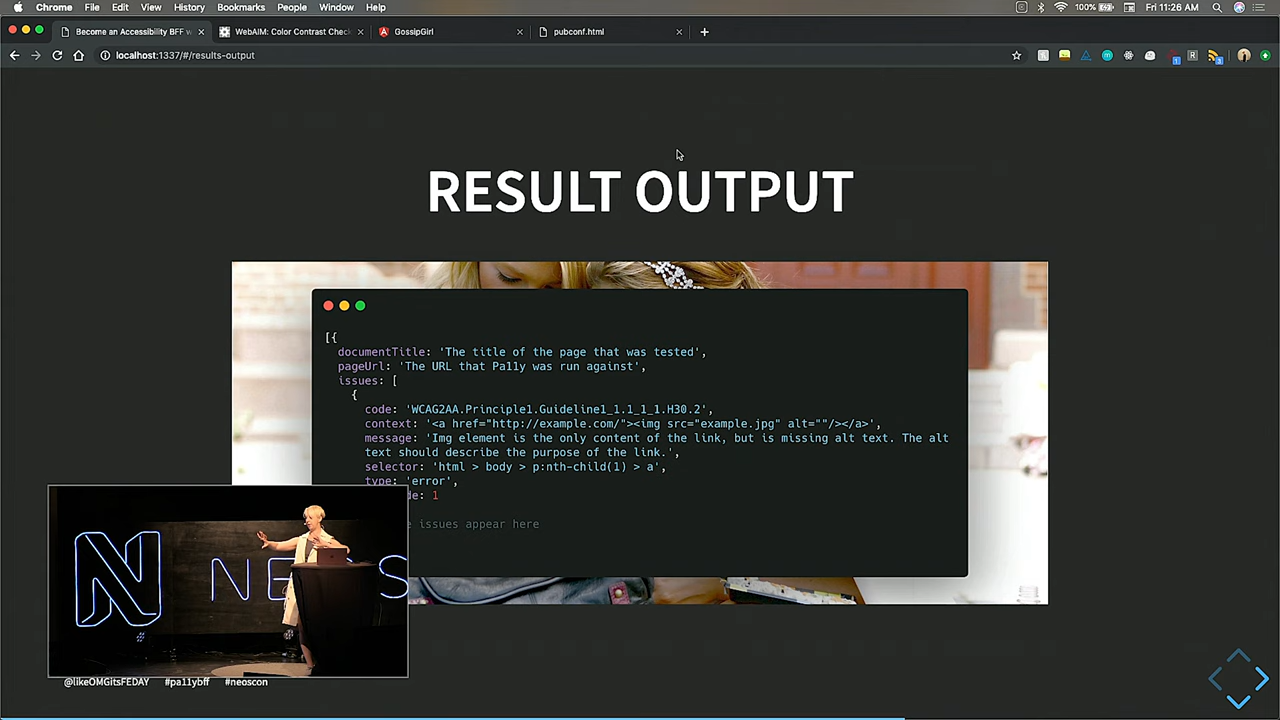 Chrome File Edit View History Bookmarks People Window Help 100% Fri 11:26 AM
Become an Accessibility BFF w WebAIM: Color Contrast Chec GossipGirl pubconf.html
localhost:1337/#/results-output
RESULT OUTPUT
[{
documentTitle: 'The title of the page that was tested',
pageUrl: 'The URL that Pa11y was run against',
issues: [
{
code: 'WCAG2AA.Principle1.Guideline1_1.1_1_1.H30.2',
context: '<a href="http://example.com/"><img src="example.jpg" alt=""/></a>',
message: 'Img element is the only content of the link, but is missing alt text. The alt
text should describe the purpose of the link.',
selector: 'html > body > p:nth-child(1) > a',
type: 'error',
de: 1
e issues appear here
N NEOS
@likeOMGitsFEDAY #pa11ybff #neoscon